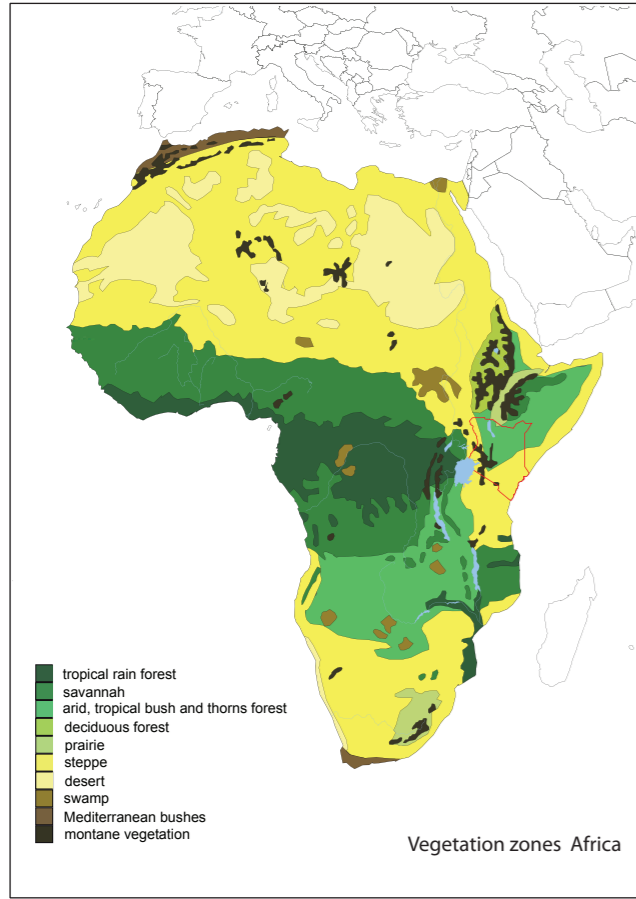 tropical rain forest
savannah
arid, tropical bush and thorns forest
deciduous forest
prairie
steppe
desert
swamp
Mediterranean bushes
montane vegetation
Vegetation zones Africa